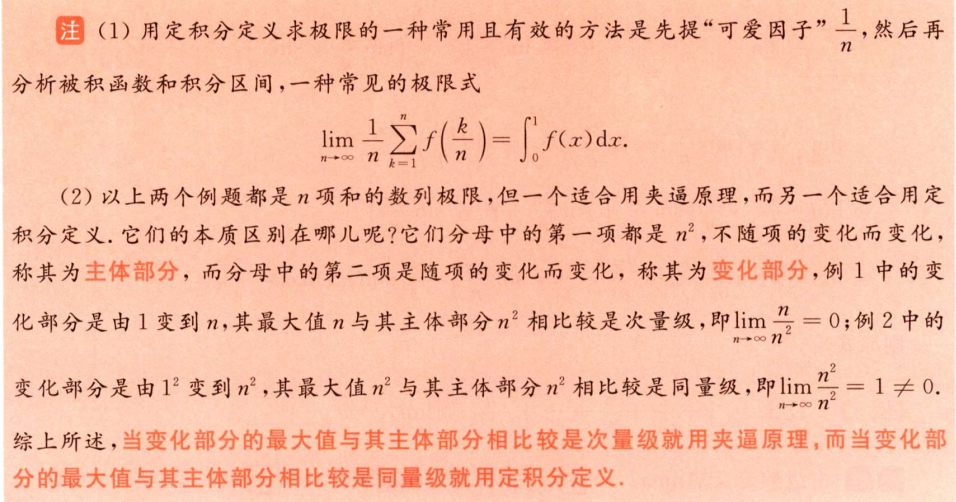 注 (1) 用定积分定义求极限的一种常用且有效的方法是先提“可爱因子” \frac{1}{n},然后再
分析被积函数和积分区间,一种常见的极限式
\lim_{n \to \infty} \frac{1}{n} \sum_{k=1}^{n} f\left(\frac{k}{n}\right) = \int_{0}^{1} f(x)dx.
(2) 以上两个例题都是 n 项和的数列极限,但一个适合用夹逼原理,而另一个适合用定
积分定义.它们的本质区别在哪儿呢?它们分母中的第一项都是 n^2,不随项的变化而变化,
称其为主体部分,而分母中的第二项是随项的变化而变化,称其为变化部分,例 1 中的变
化部分是由 1 变到 n,其最大值 n 与其主体部分 n^2 相比较是次量级,即 \lim_{n \to \infty} \frac{n}{n^2} = 0;例 2 中的
变化部分是由 1^2 变到 n^2,其最大值 n^2 与其主体部分 n^2 相比较是同量级,即 \lim_{n \to \infty} \frac{n^2}{n^2} = 1 ≠ 0.
综上所述,当变化部分的最大值与其主体部分相比较是次量级就用夹逼原理,而当变化部
分的最大值与其主体部分相比较是同量级就用定积分定义.